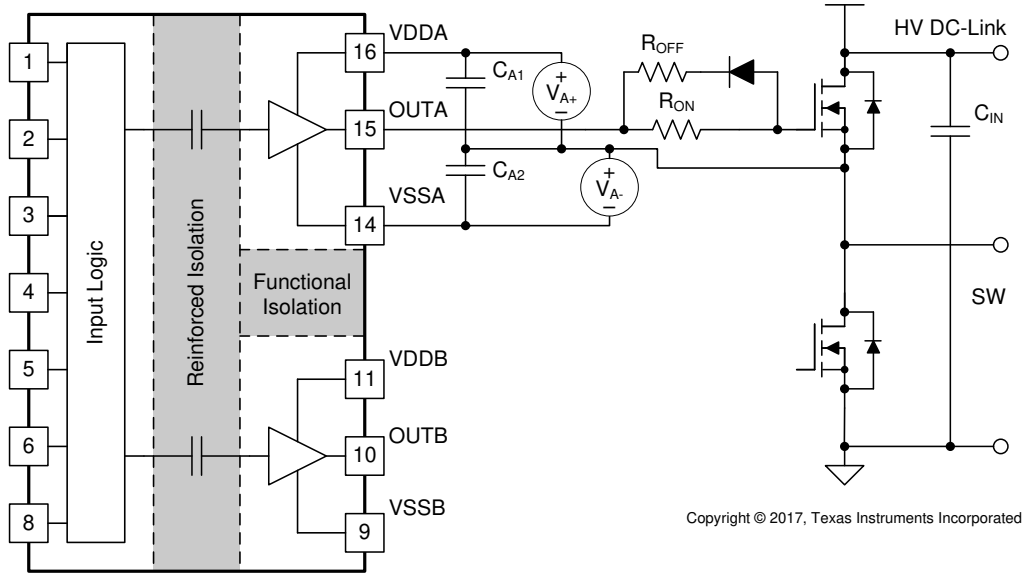 1
2
3
4
5
6
8
Input Logic
Reinforced Isolation
Functional
Isolation
16
15
14
11
10
9
VDDA
OUTA
VSSA
VDDB
OUTB
VSSB
CA1
CA2
+
VA+
–
+
VA-
–
ROFF
RON
HV DC-Link
CIN
SW
Copyright © 2017, Texas Instruments Incorporated